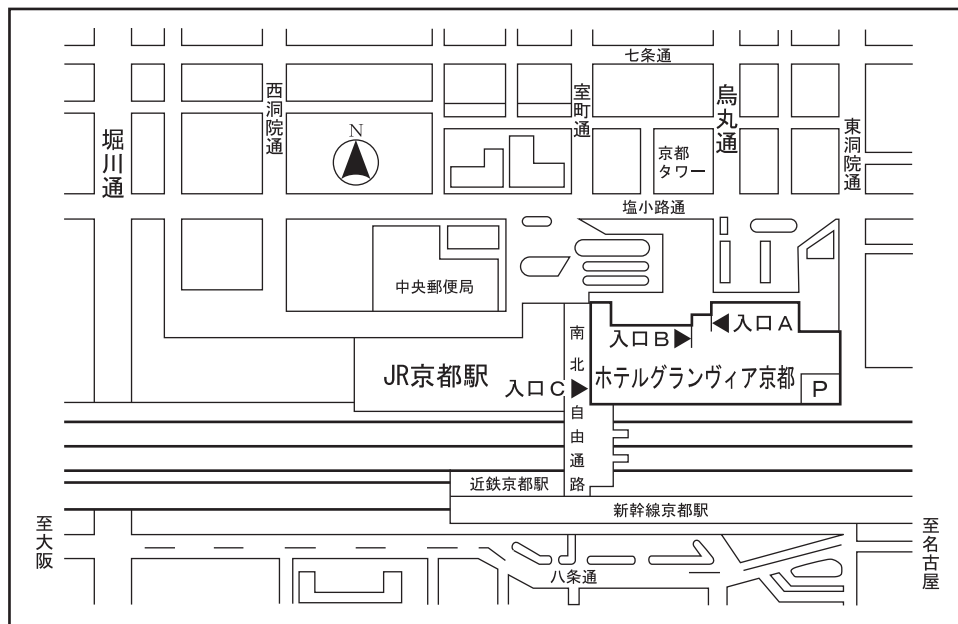 七条通
西洞院通
室町通
烏丸通
堀川通
東洞院通
N
京都
タワー
塩小路通
中央郵便局
入口A
入口B
南北自由通路
JR京都駅
ホテルグランヴィア京都
入口C
P
近鉄京都駅
新幹線京都駅
至大阪
至名古屋
八条通